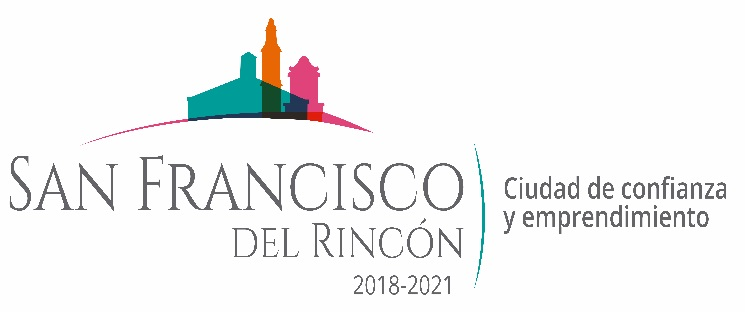 SAN FRANCISCO
DEL RINCÓN
2018-2021
Ciudad de confianza
y emprendimiento